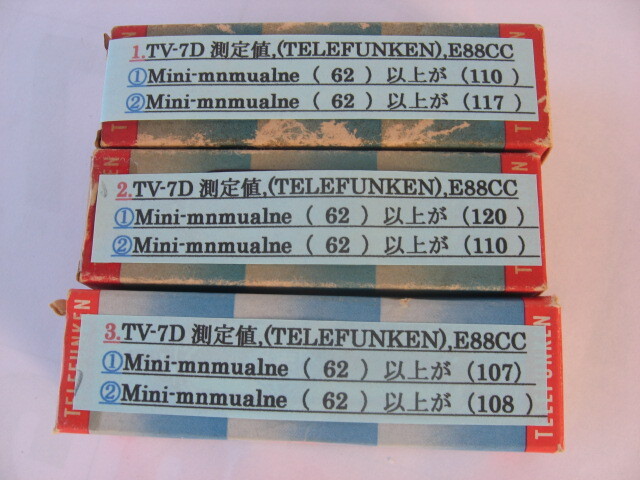 1.TV-7D 測定値,(TELEFUNKEN),E88CC
①Mini-mnmualne ( 62 ) 以上が (110 )
②Mini-mnmualne ( 62 ) 以上が (117 )
2.TV-7D 測定値,(TELEFUNKEN),E88CC
①Mini-mnmualne ( 62 ) 以上が (120 )
②Mini-mnmualne ( 62 ) 以上が (110 )
3.TV-7D 測定値,(TELEFUNKEN),E88CC
①Mini-mnmualne ( 62 ) 以上が (107)
②Mini-mnmualne ( 62 ) 以上が (108 )
TELEFUNKEN
TELEFUNKEN